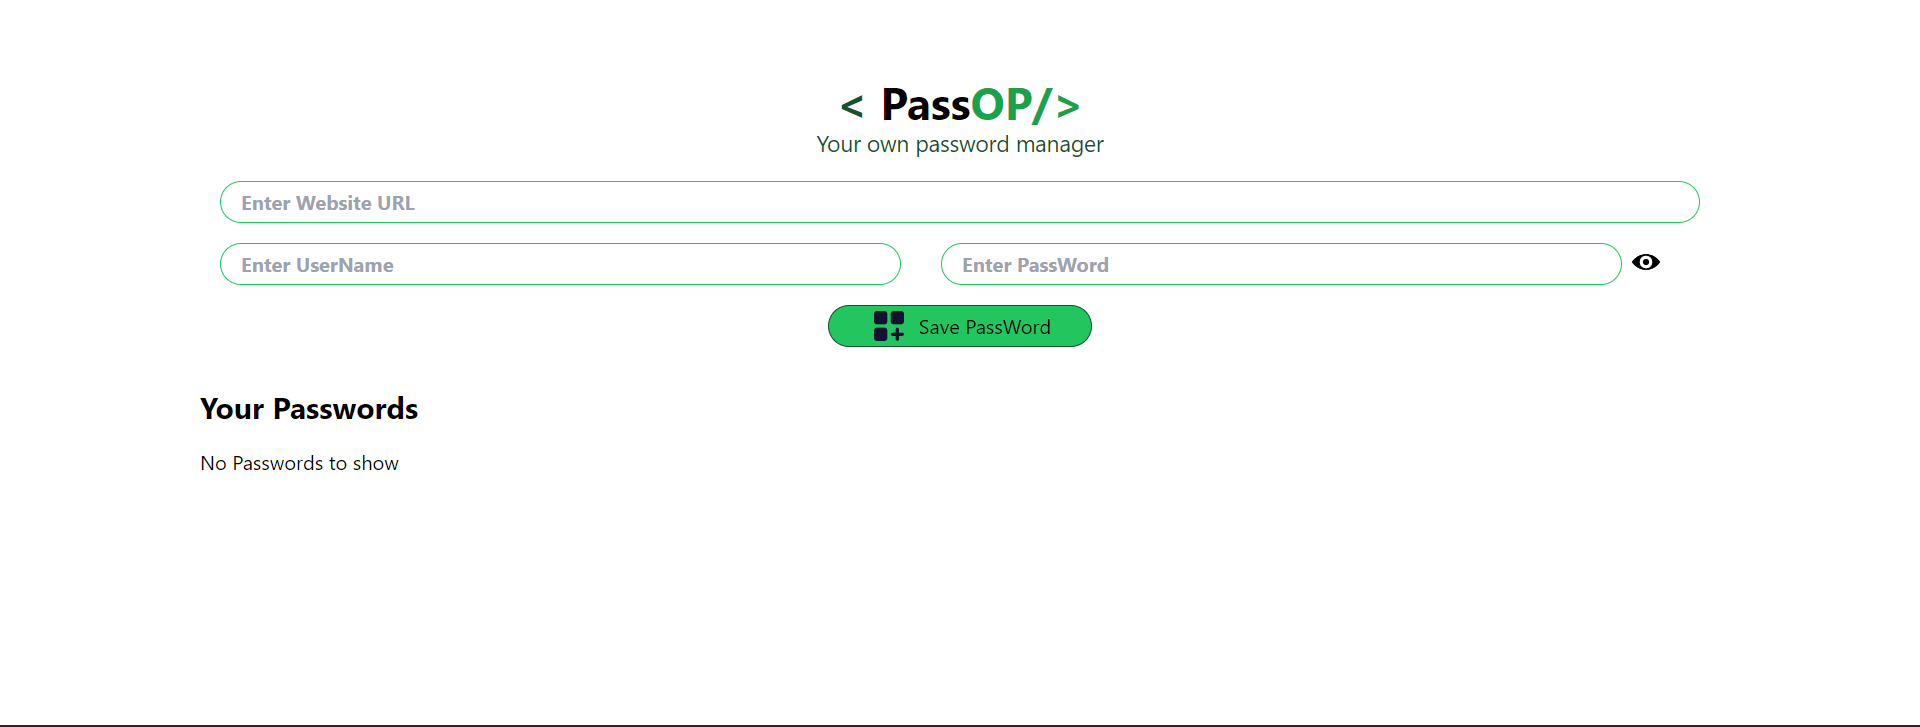 < PassOP/>
Your own password manager
Enter Website URL
Enter UserName
Enter PassWord
Save PassWord
Your Passwords
No Passwords to show